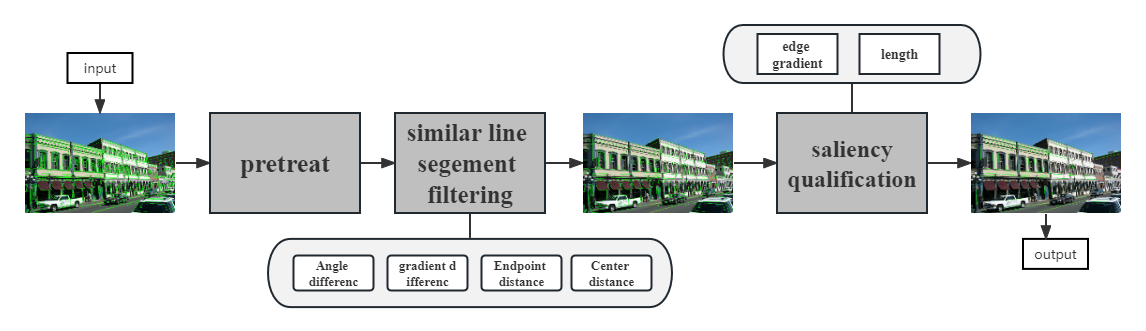 input
pretreat
similar line
segement
filtering
Angle
differenc
gradient d
ifferenc
Endpoint
distance
Center
distance
edge
gradient
length
saliency
qualification
output